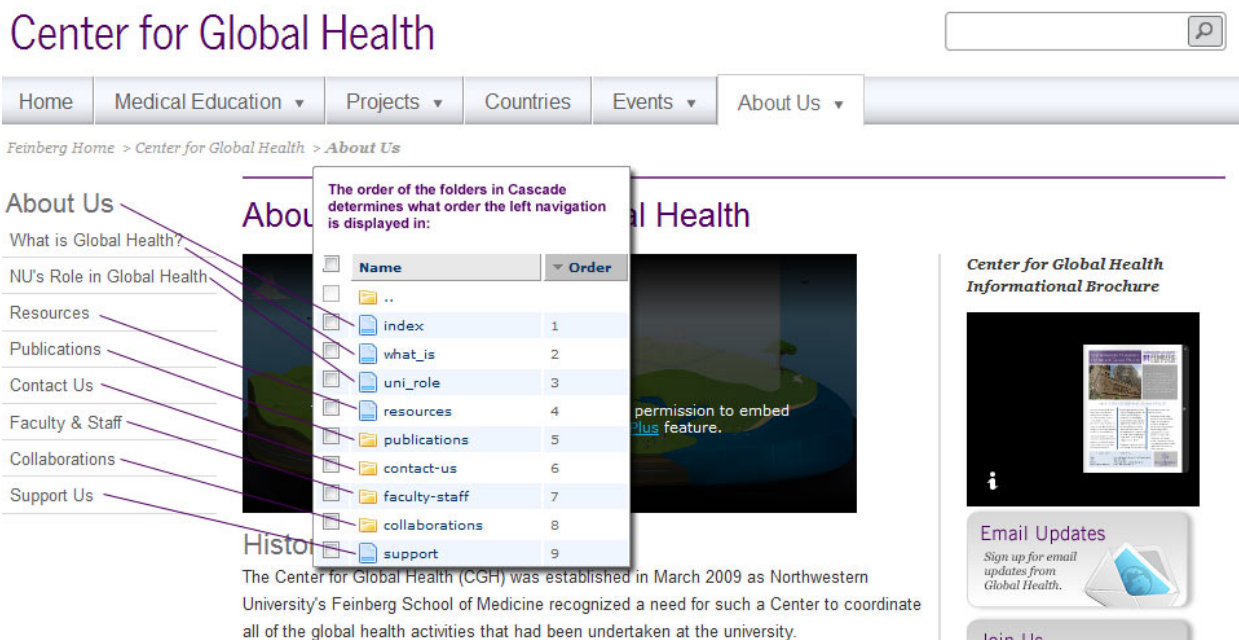 Center for Global Health
Home
Medical Education
Projects
Countries
Events
About Us
Feinberg Home > Center for Global Health > About Us
About Us
What is Global Health?
NU's Role in Global Health
Resources
Publications
Contact Us
Faculty & Staff
Collaborations
Support Us
The order of the folders in Cascade
determines what order the left navigation
is displayed in:
Name Order
..
index 1
what_is 2
uni_role 3
resources 4
publications 5
contact-us 6
faculty-staff 7
collaborations 8
support 9
Health
permission to embed
Plus feature.
The Center for Global Health (CGH) was established in March 2009 as Northwestern
University's Feinberg School of Medicine recognized a need for such a Center to coordinate
all of the global health activities that had been undertaken at the university.
Center for Global Health
Informational Brochure
i
Email Updates
Sign up for email
updates from
Global Health.
Join Us